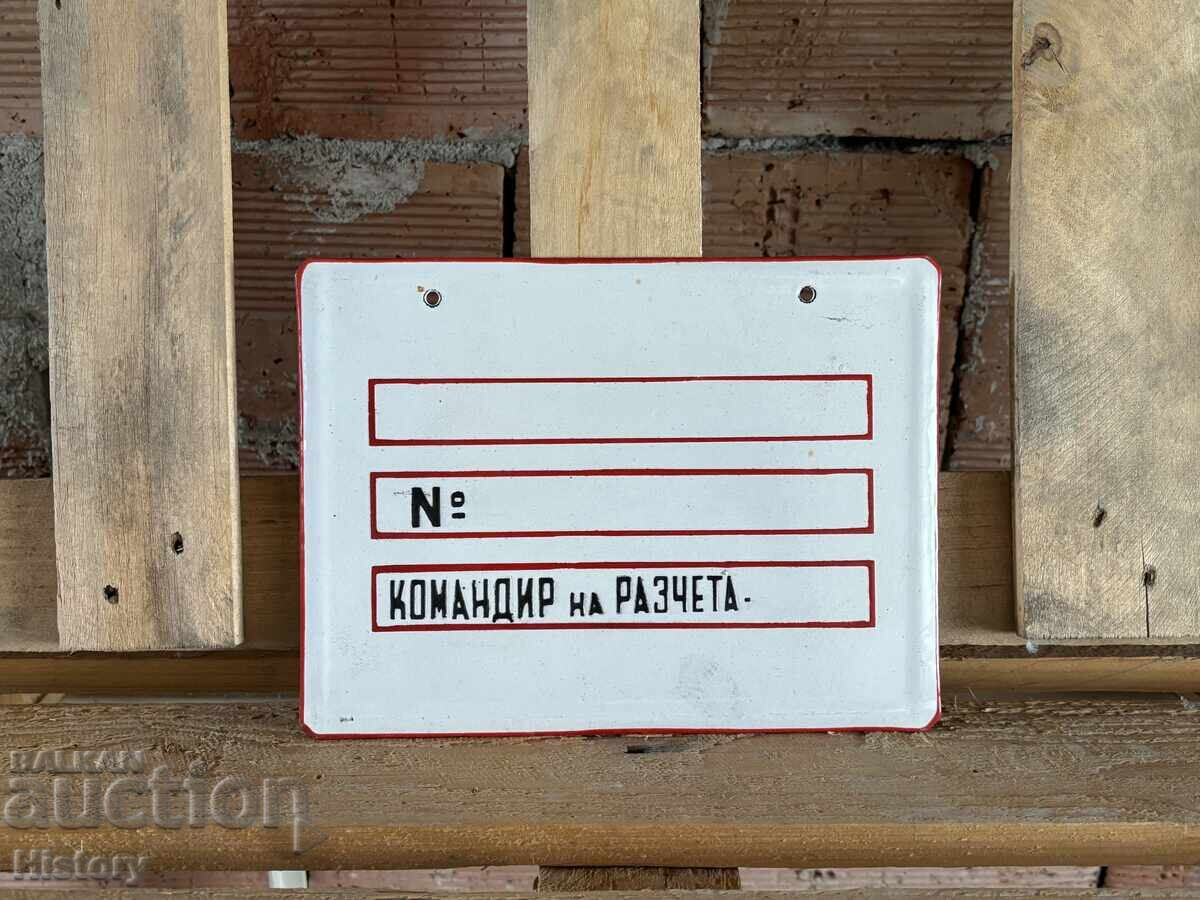 №
КОМАНДИР на РАЗЧЕТА-
BALKAN
auction
History